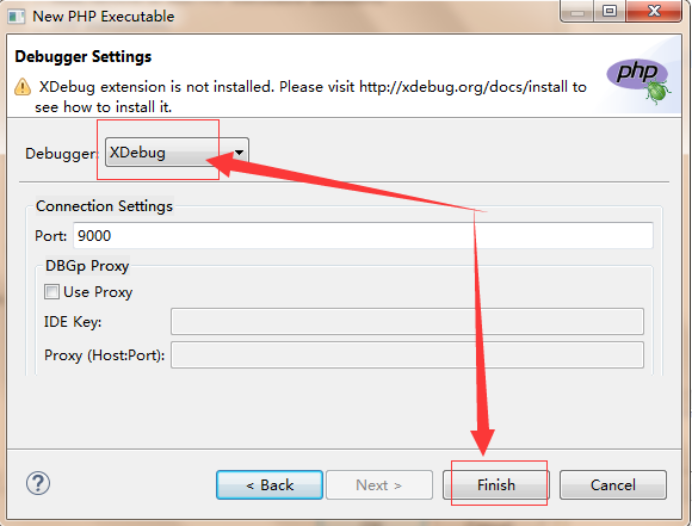 New PHP Executable
Debugger Settings
XDebug extension is not installed. Please visit http://xdebug.org/docs/install to
see how to install it.
php
Debugger: XDebug
Connection Settings
Port: 9000
DBGp Proxy
Use Proxy
IDE Key:
Proxy (Host:Port):
?
< Back Next > Finish Cancel